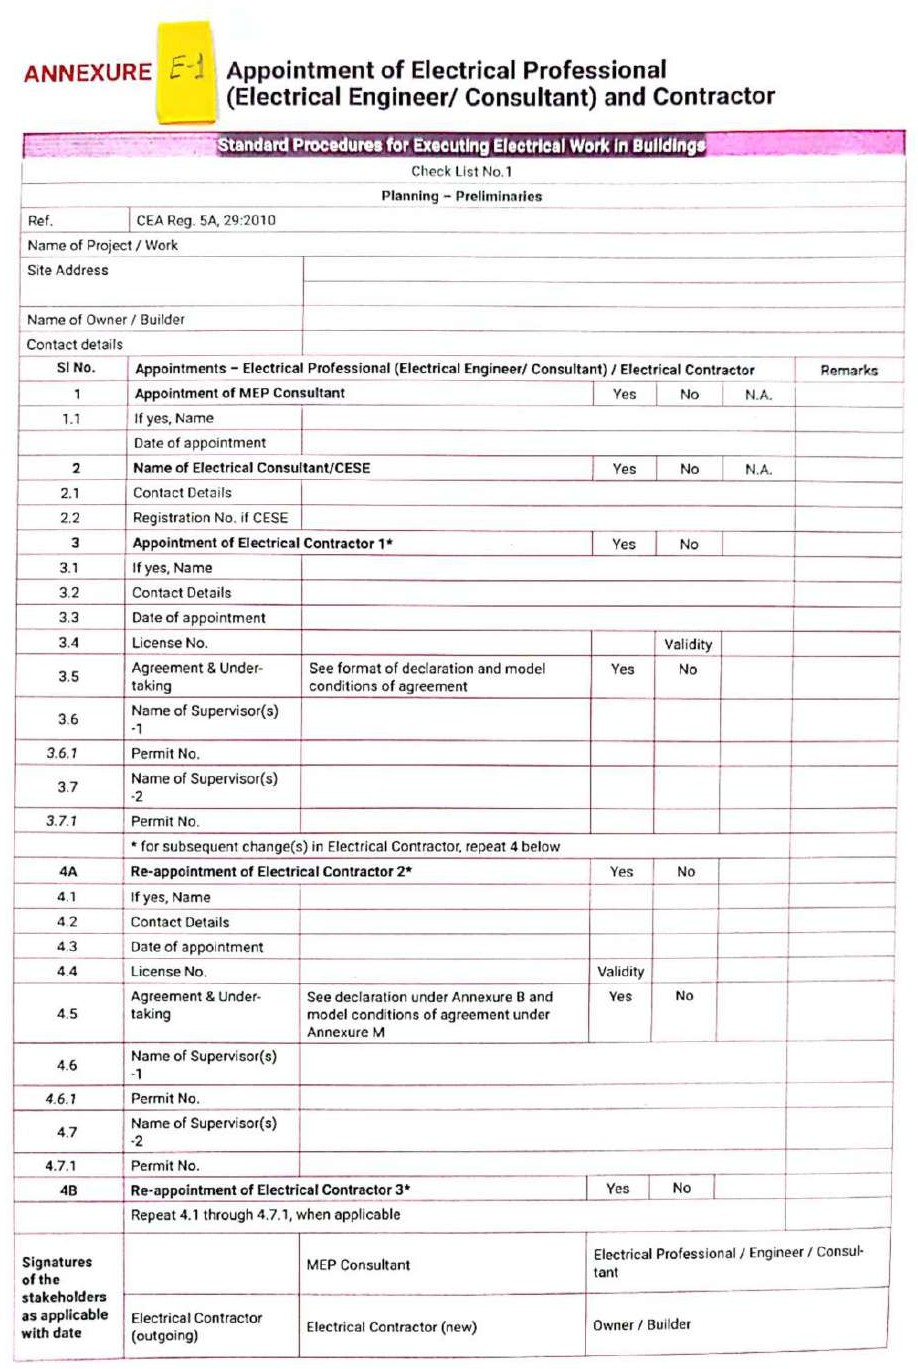 ANNEXURE E-1 Appointment of Electrical Professional
(Electrical Engineer/ Consultant) and Contractor
Standard Procedures for Executing Electrical Work in Buildings
Check List No.1
Planning – Preliminaries
Ref. CEA Reg. 5A, 29:2010
Name of Project / Work
Site Address
Name of Owner / Builder
Contact details
Sl No. Appointments – Electrical Professional (Electrical Engineer/ Consultant) / Electrical Contractor Remarks
1 Appointment of MEP Consultant Yes No N.A.
1.1 If yes, Name
Date of appointment
2 Name of Electrical Consultant/CESE Yes No N.A.
2.1 Contact Details
2.2 Registration No. if CESE
3 Appointment of Electrical Contractor 1* Yes No
3.1 If yes, Name
3.2 Contact Details
3.3 Date of appointment
3.4 License No. Validity
3.5 Agreement & Under- See format of declaration and model Yes No
taking conditions of agreement
3.6 Name of Supervisor(s)
-1
3.6.1 Permit No.
3.7 Name of Supervisor(s)
-2
3.7.1 Permit No.
* for subsequent change(s) in Electrical Contractor, repeat 4 below
4A Re-appointment of Electrical Contractor 2* Yes No
4.1 If yes, Name
4.2 Contact Details
4.3 Date of appointment
4.4 License No. Validity
4.5 Agreement & Under- See declaration under Annexure B and Yes No
taking model conditions of agreement under
Annexure M
4.6 Name of Supervisor(s)
-1
4.6.1 Permit No.
4.7 Name of Supervisor(s)
-2
4.7.1 Permit No.
4B Re-appointment of Electrical Contractor 3* Yes No
Repeat 4.1 through 4.7.1, when applicable
Signatures
of the
stakeholders
as applicable
with date
MEP Consultant
Electrical Professional / Engineer / Consul-
tant
Electrical Contractor
(outgoing)
Electrical Contractor (new)
Owner / Builder